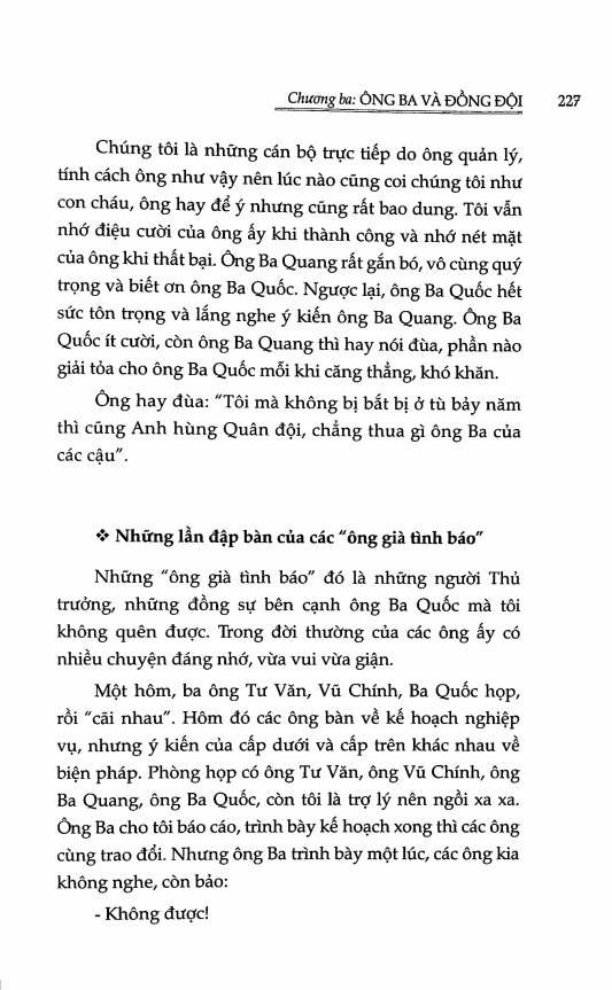 Chương ba: ÔNG BA VÀ ĐỒNG ĐỘI 227
Chúng tôi là những cán bộ trực tiếp do ông quản lý,
tính cách ông như vậy nên lúc nào cũng coi chúng tôi như
con cháu, ông hay để ý nhưng cũng rất bao dung. Tôi vẫn
nhớ điệu cười của ông ấy khi thành công và nhớ nét mặt
của ông khi thất bại. Ông Ba Quang rất gắn bó, vô cùng quý
trọng và biết ơn ông Ba Quốc. Ngược lại, ông Ba Quốc hết
sức tôn trọng và lắng nghe ý kiến ông Ba Quang. Ông Ba
Quốc ít cười, còn ông Ba Quang thì hay nói đùa, phần nào
giải tỏa cho ông Ba Quốc mỗi khi căng thẳng, khó khăn.
Ông hay đùa: "Tôi mà không bị bắt bị ở tù bảy năm
thì cũng Anh hùng Quân đội, chẳng thua gì ông Ba của
các cậu".
❖ Những lần đập bàn của các "ông già tình báo"
Những "ông già tình báo" đó là những người Thủ
trưởng, những đồng sự bên cạnh ông Ba Quốc mà tôi
không quên được. Trong đời thường của các ông ấy có
nhiều chuyện đáng nhớ, vừa vui vừa giận.
Một hôm, ba ông Tư Văn, Vũ Chính, Ba Quốc họp,
rồi "cãi nhau". Hôm đó các ông bàn về kế hoạch nghiệp
vụ, nhưng ý kiến của cấp dưới và cấp trên khác nhau về
biện pháp. Phòng họp có ông Tư Văn, ông Vũ Chính, ông
Ba Quang, ông Ba Quốc, còn tôi là trợ lý nên ngồi xa xa.
Ông Ba cho tôi báo cáo, trình bày kế hoạch xong thì các ông
cùng trao đổi. Nhưng ông Ba trình bày một lúc, các ông kia
không nghe, còn bảo:
- Không được!